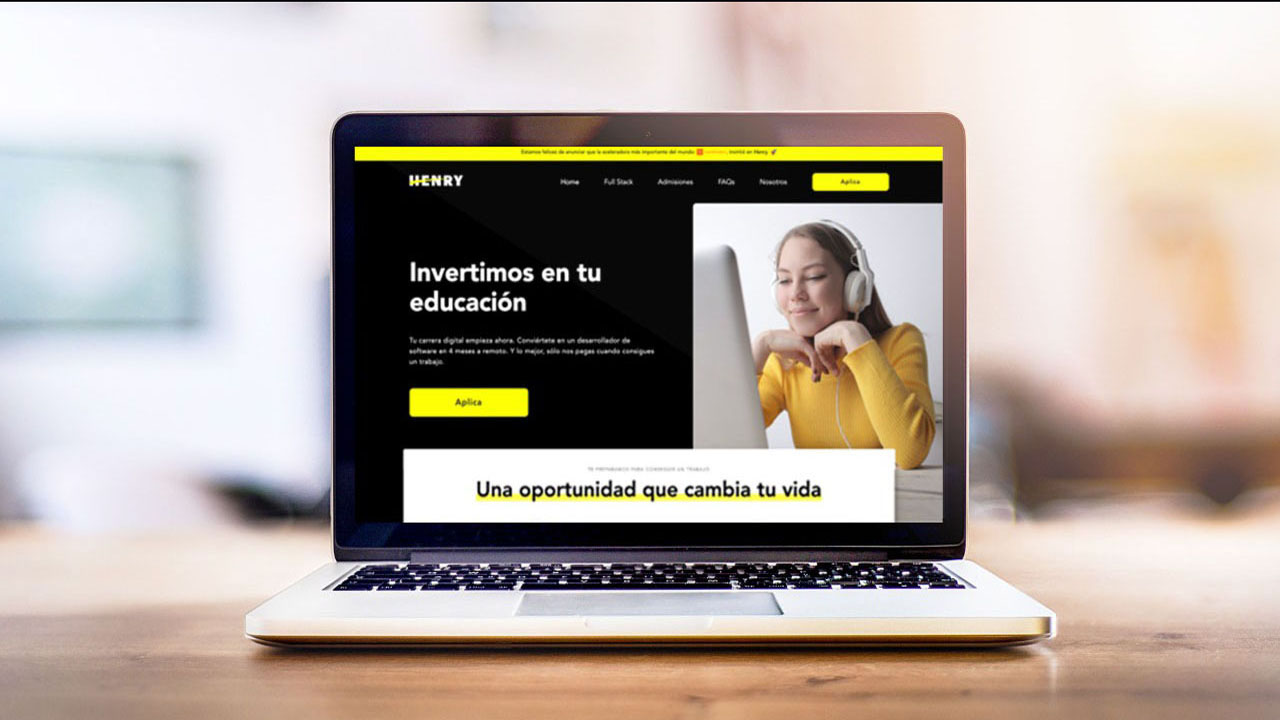 Estamos felices de anunciar que la aceleradora más importante del mundo invirtió en Henry 🚀
HENRY
Home Full Stack Admisiones FAQs Nosotros Aplica
Invertimos en tu
educación
Tu carrera digital empieza ahora. Conviértete en un desarrollador de
software en 4 meses a remoto. Y lo mejor, sólo nos pagas cuando consigues
un trabajo.
Aplica
TE PREPARAMOS PARA CONSEGUIR UN TRABAJO
Una oportunidad que cambia tu vida